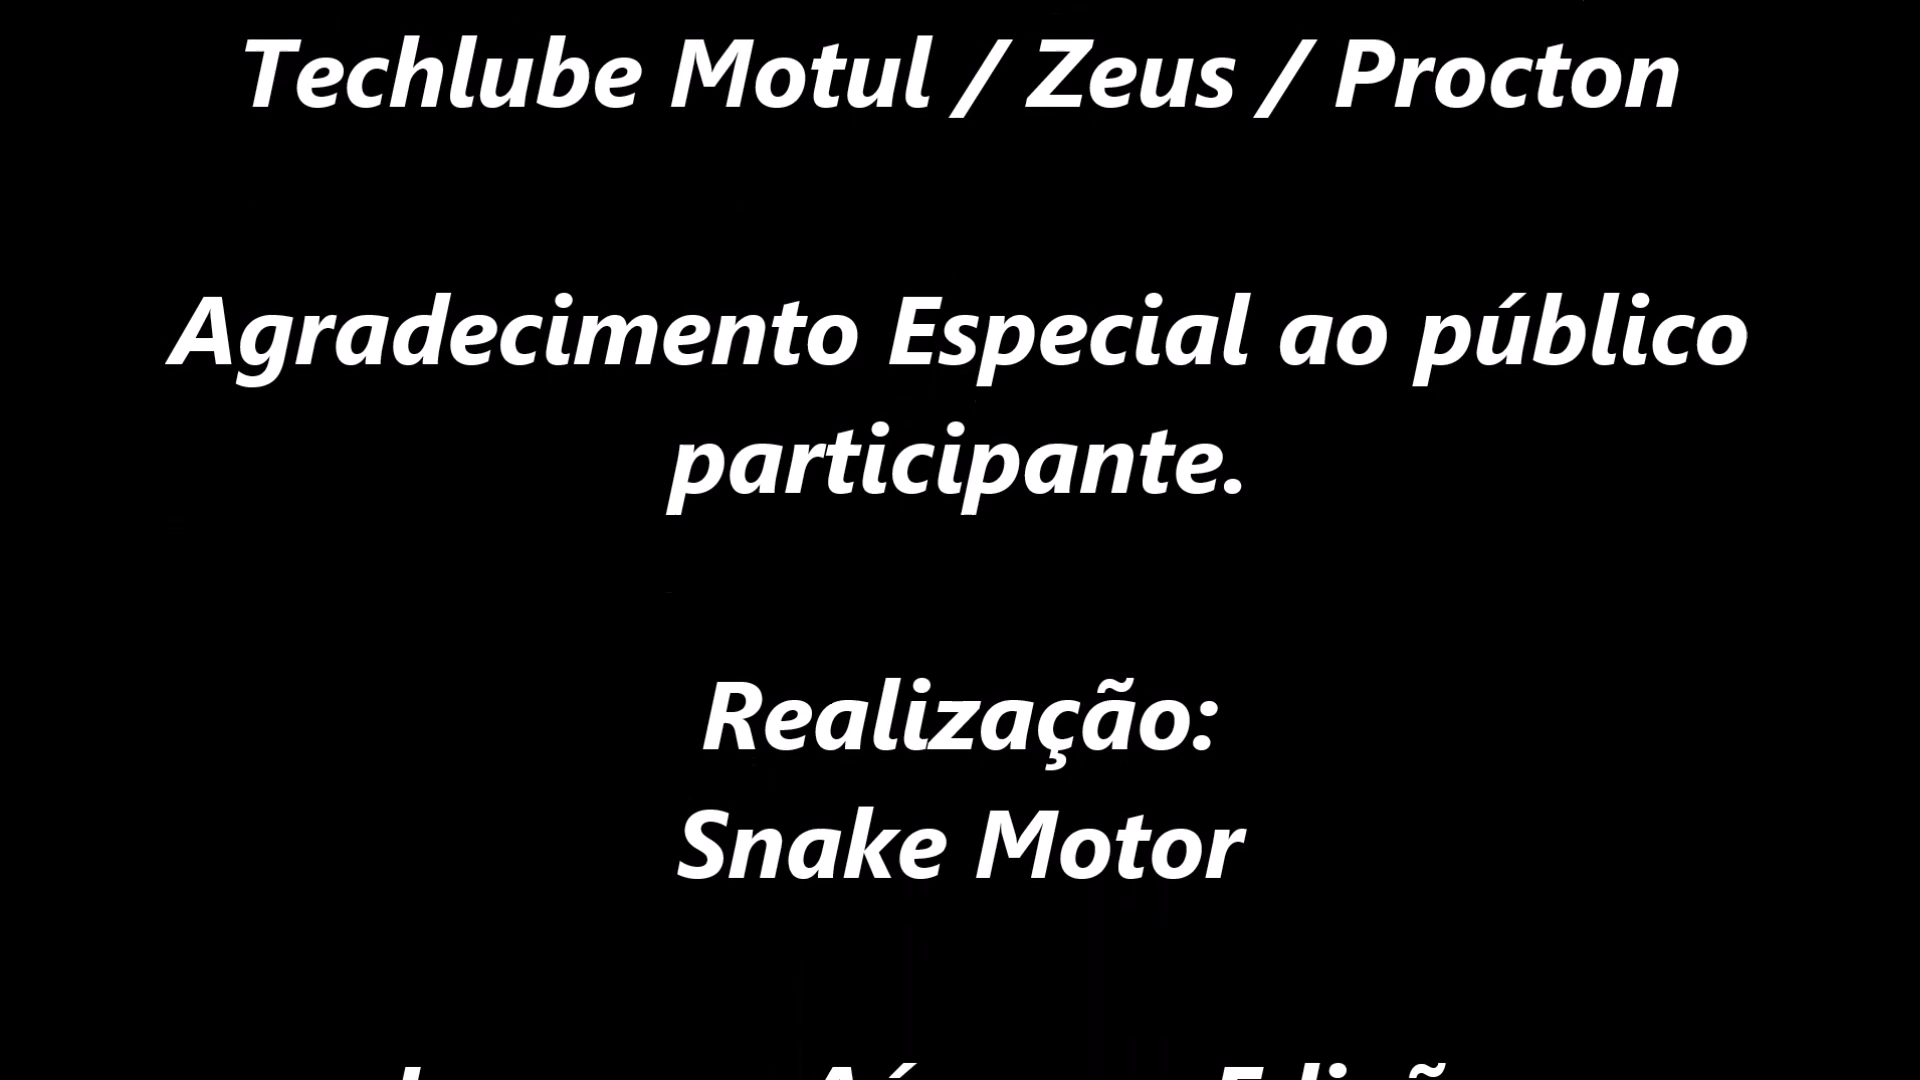 Techlube Motul / Zeus / Procton
Agradecimento Especial ao público
participante.
Realização:
Snake Motor